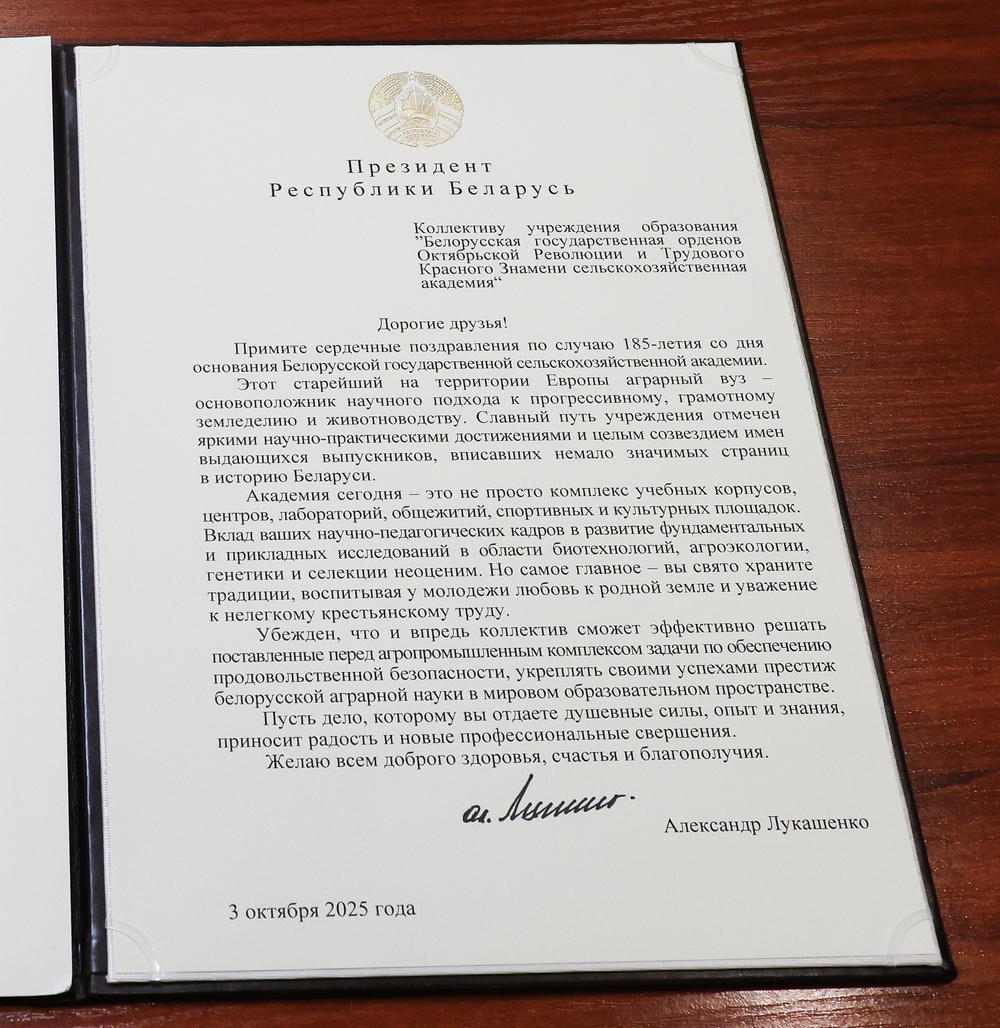 Президент
Республики Беларусь
Коллективу учреждения образования
”Белорусская государственная орденов
Октябрьской Революции и Трудового
Красного Знамени сельскохозяйственная
академия“
Дорогие друзья!
Примите сердечные поздравления по случаю 185-летия со дня
основания Белорусской государственной сельскохозяйственной академии.
Этот старейший на территории Европы аграрный вуз –
основоположник научного подхода к прогрессивному, грамотному
земледелию и животноводству. Славный путь учреждения отмечен
яркими научно-практическими достижениями и целым созвездием имен
выдающихся выпускников, вписавших немало значимых страниц
в историю Беларуси.
Академия сегодня – это не просто комплекс учебных корпусов,
центров, лабораторий, общежитий, спортивных и культурных площадок.
Вклад ваших научно-педагогических кадров в развитие фундаментальных
и прикладных исследований в области биотехнологий, агроэкологии,
генетики и селекции неоценим. Но самое главное – вы свято храните
традиции, воспитывая у молодежи любовь к родной земле и уважение
к нелегкому крестьянскому труду.
Убежден, что и впредь коллектив сможет эффективно решать
поставленные перед агропромышленным комплексом задачи по обеспечению
продовольственной безопасности, укреплять своими успехами престиж
белорусской аграрной науки в мировом образовательном пространстве.
Пусть дело, которому вы отдаете душевные силы, опыт и знания,
приносит радость и новые профессиональные свершения.
Желаю всем доброго здоровья, счастья и благополучия.
Александр Лукашенко
3 октября 2025 года